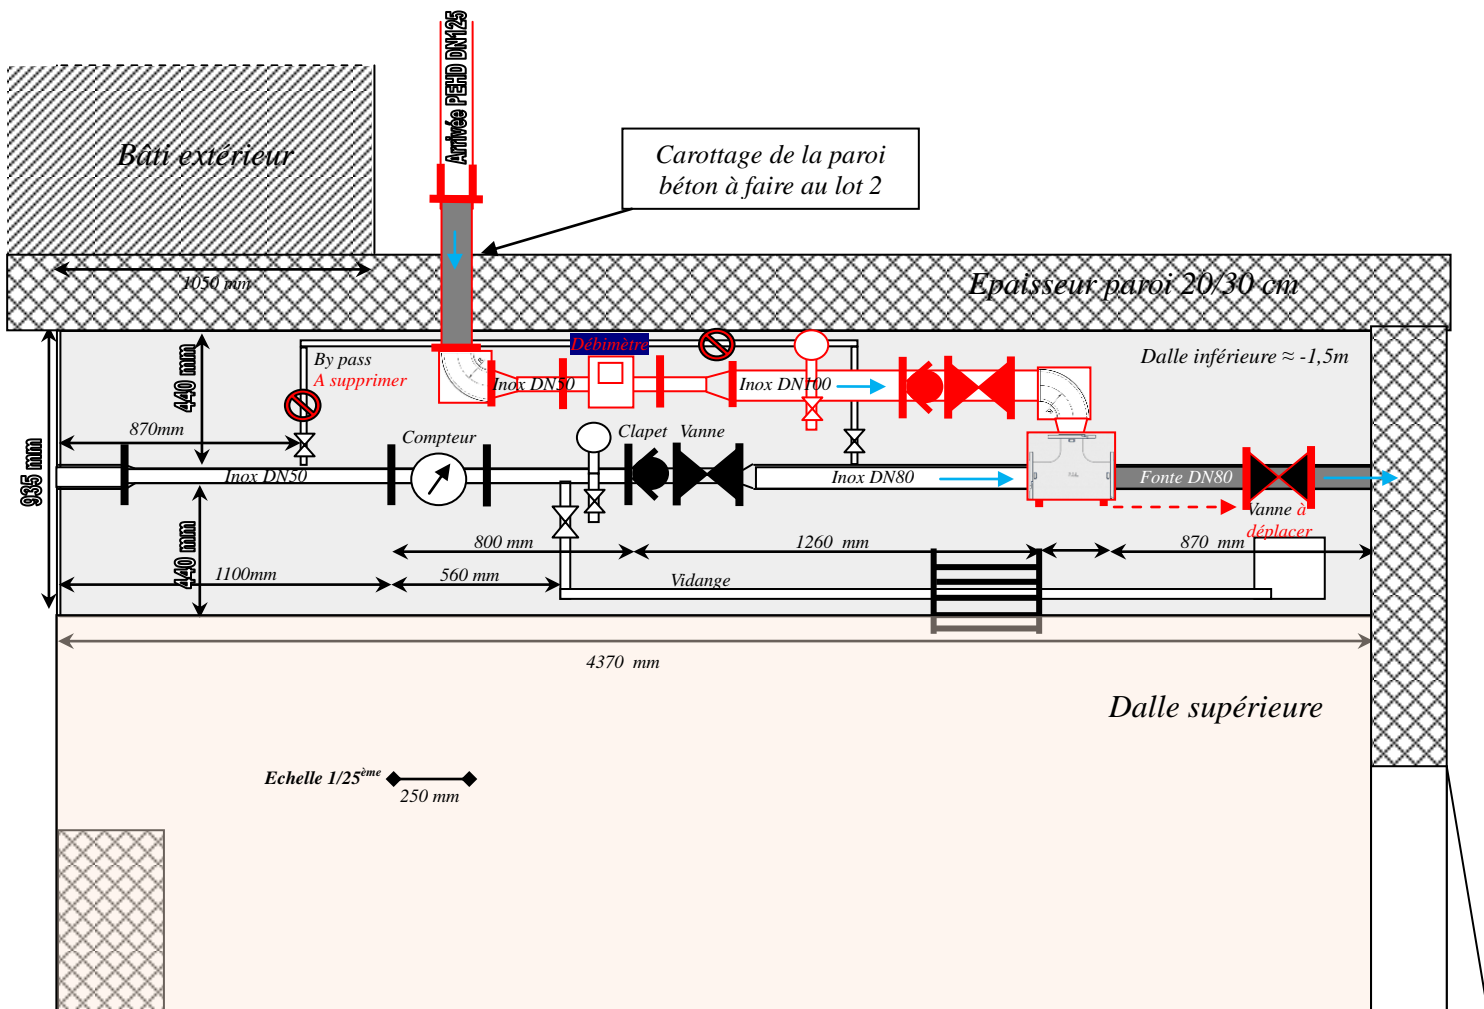 Arrivée PEHD DN125
Bâti extérieur
Carottage de la paroi
béton à faire au lot 2
1050 mm
Epaisseur paroi 20/30 cm
By pass
A supprimer
Débimètre
Dalle inférieure ≈ -1,5m
440 mm
Inox DN50
Inox DN100
870mm
Compteur
Clapet
Vanne
935 mm
Inox DN50
Inox DN80
Fonte DN80
Vanne à
déplacer
440 mm
800 mm
1260 mm
870 mm
1100mm
560 mm
Vidange
4370 mm
Dalle supérieure
Echelle 1/25ème
250 mm